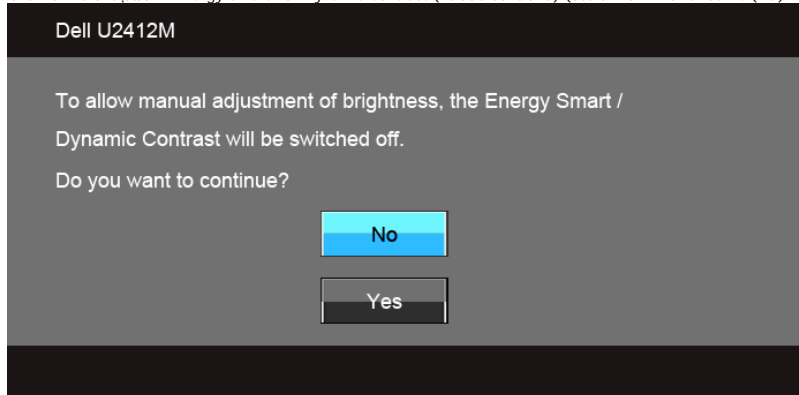 Dell U2412M
To allow manual adjustment of brightness, the Energy Smart /
Dynamic Contrast will be switched off.
Do you want to continue?
No
Yes